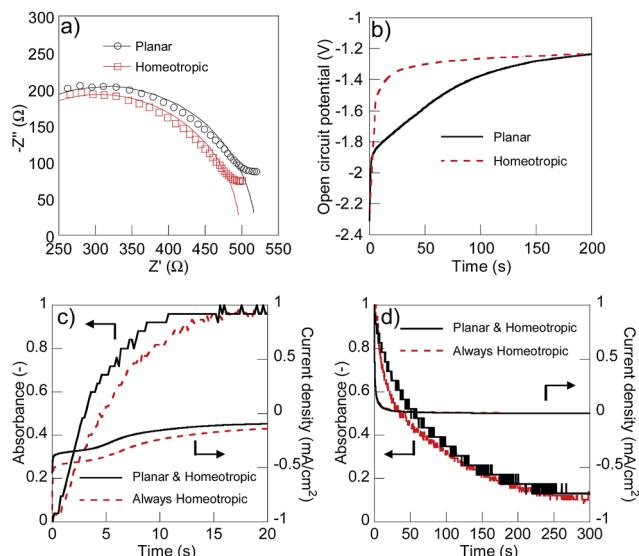 a)
300
250
200
150
100
50
0
-Z'' (Ω)
250 300 350 400 450 500 550
Z' (Ω)
Planar
Homeotropic
b)
-1
-1.2
-1.4
-1.6
-1.8
-2
-2.2
-2.4
Open circuit potential (V)
0 50 100 150 200
Time (s)
Planar
Homeotropic
c)
1
0.8
0.6
0.4
0.2
0
Absorbance (-)
1
0.5
0
-0.5
-1
Current density (mA/cm²)
0 5 10 15 20
Time (s)
Planar & Homeotropic
Always Homeotropic
d)
1
0.8
0.6
0.4
0.2
0
Absorbance (-)
1
0.5
0
-0.5
-1
Current density (mA/cm²)
0 50 100 150 200 250 300
Time (s)
Planar & Homeotropic
Always Homeotropic